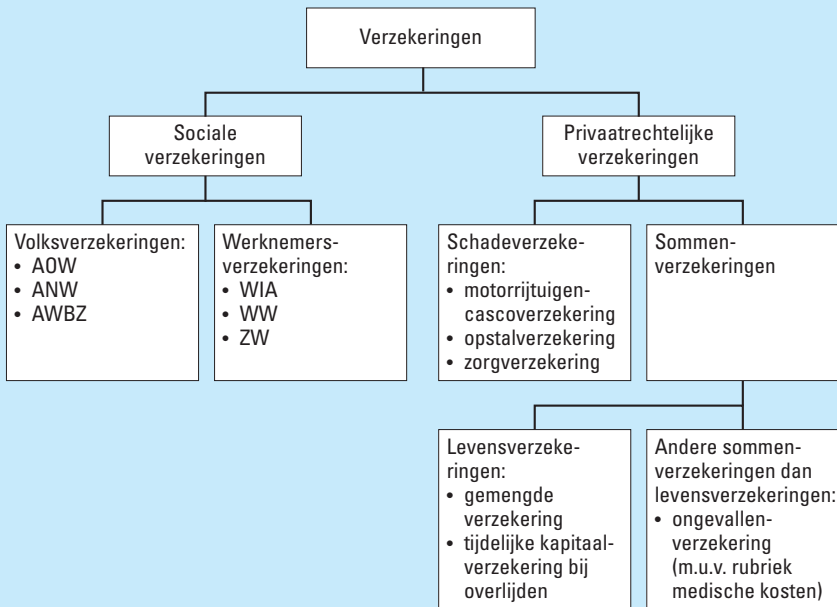 Verzekeringen
Sociale
verzekeringen
Privaatrechtelijke
verzekeringen
Volksverzekeringen:
• AOW
• ANW
• AWBZ
Werknemers-
verzekeringen:
• WIA
• WW
• ZW
Schadeverzeke-
ringen:
• motorrijtuigen-
cascoverzekering
• opstalverzekering
• zorgverzekering
Sommen-
verzekeringen
Levensverzeke-
ringen:
• gemengde
verzekering
• tijdelijke kapitaal-
verzekering bij
overlijden
Andere sommen-
verzekeringen dan
levensverzekeringen:
• ongevallen-
verzekering
(m.u.v. rubriek
medische kosten)